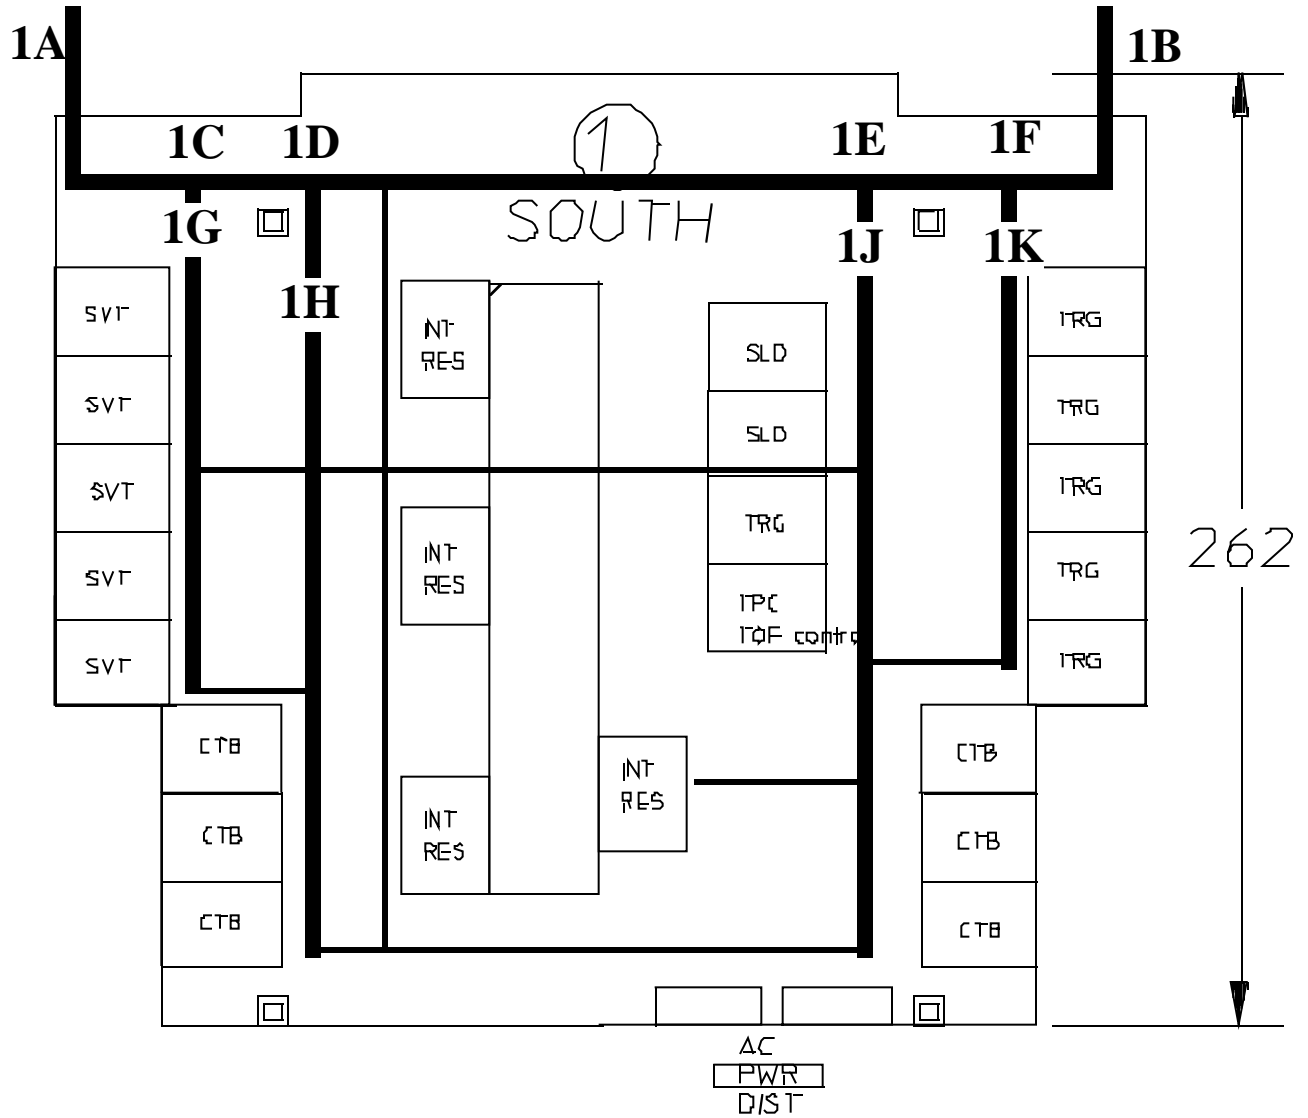 1A
1B
1C
1D
1
1E
1F
1G
SOUTH
1J
1K
1H
SVT
INT
RES
SLD
TRG
SVT
SLD
TRG
SVT
TRG
TRG
SVT
INT
RES
TPC
TOF contro
TRG
SVT
TRG
262
CTB
CTB
INT
RES
CTB
INT
RES
CTB
CTB
CTB
AC
PWR
DIST